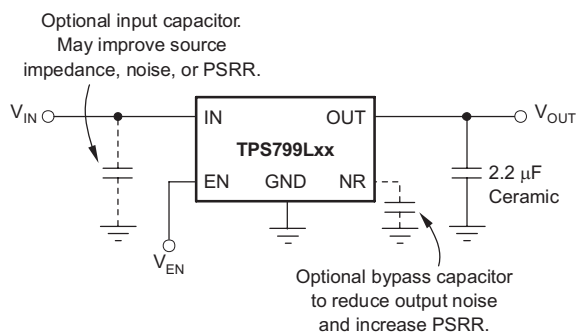 Optional input capacitor.
May improve source
impedance, noise, or PSRR.
V_IN
IN
OUT
V_OUT
TPS799Lxx
EN
GND
NR
2.2 μF
Ceramic
V_EN
Optional bypass capacitor
to reduce output noise
and increase PSRR.